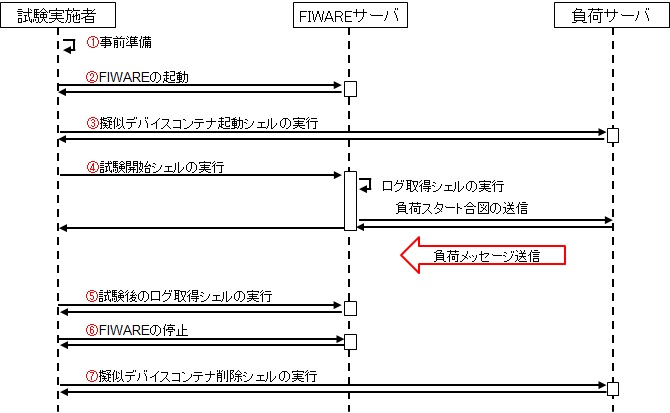 試験実施者
FIWAREサーバ
負荷サーバ
①事前準備
②FIWAREの起動
③擬似デバイスコンテナ起動シェルの実行
④試験開始シェルの実行
ログ取得シェルの実行
負荷スタート合図の送信
負荷メッセージ送信
⑤試験後のログ取得シェルの実行
⑥FIWAREの停止
⑦擬似デバイスコンテナ削除シェルの実行